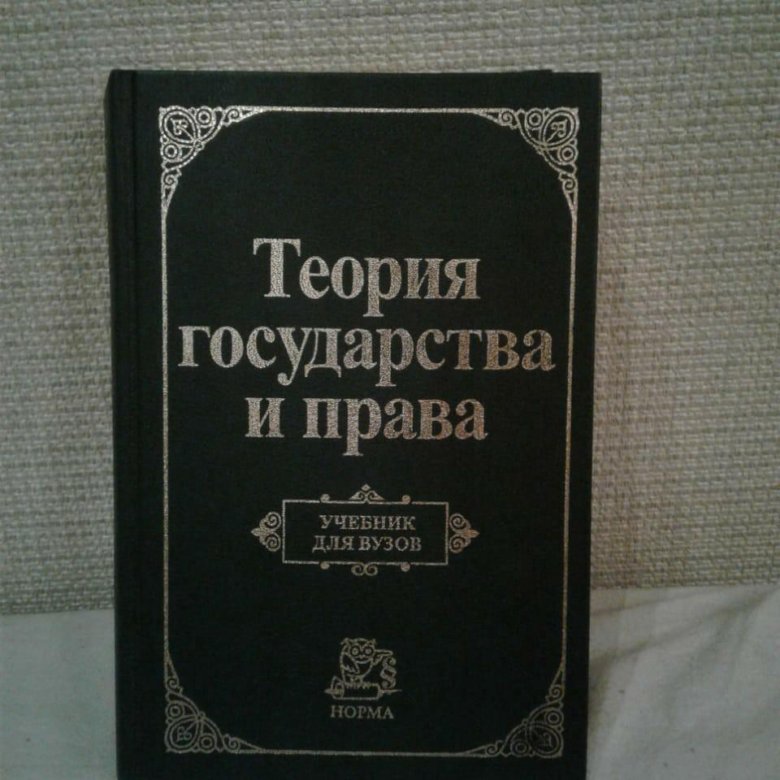 Теория
государства
и права
УЧЕБНИК
ДЛЯ ВУЗОВ
НОРМА